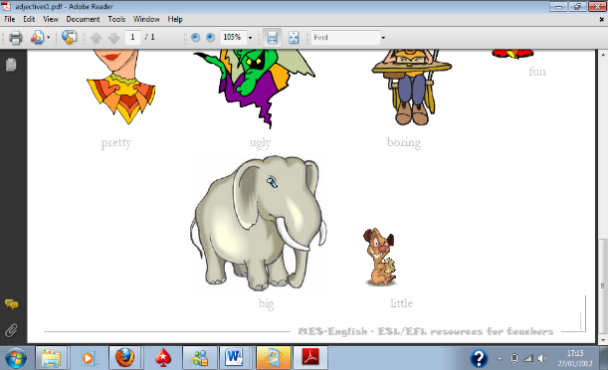 adjectives1.pdf - Adobe Reader
File Edit View Document Tools Window Help
1 / 1 105% Find
fun
pretty ugly boring
big little
MES-English - ESL/EFL resources for teachers
17:15
27/01/2012